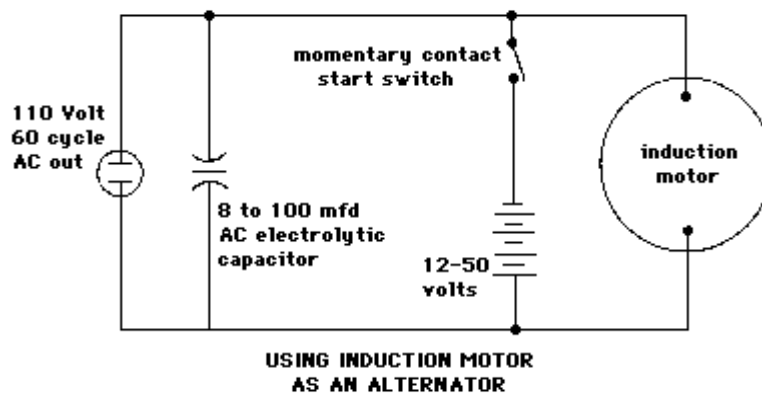 momentary contact
start switch
110 Volt
60 cycle
AC out
induction
motor
8 to 100 mfd
AC electrolytic
capacitor
12-50
volts
USING INDUCTION MOTOR
AS AN ALTERNATOR